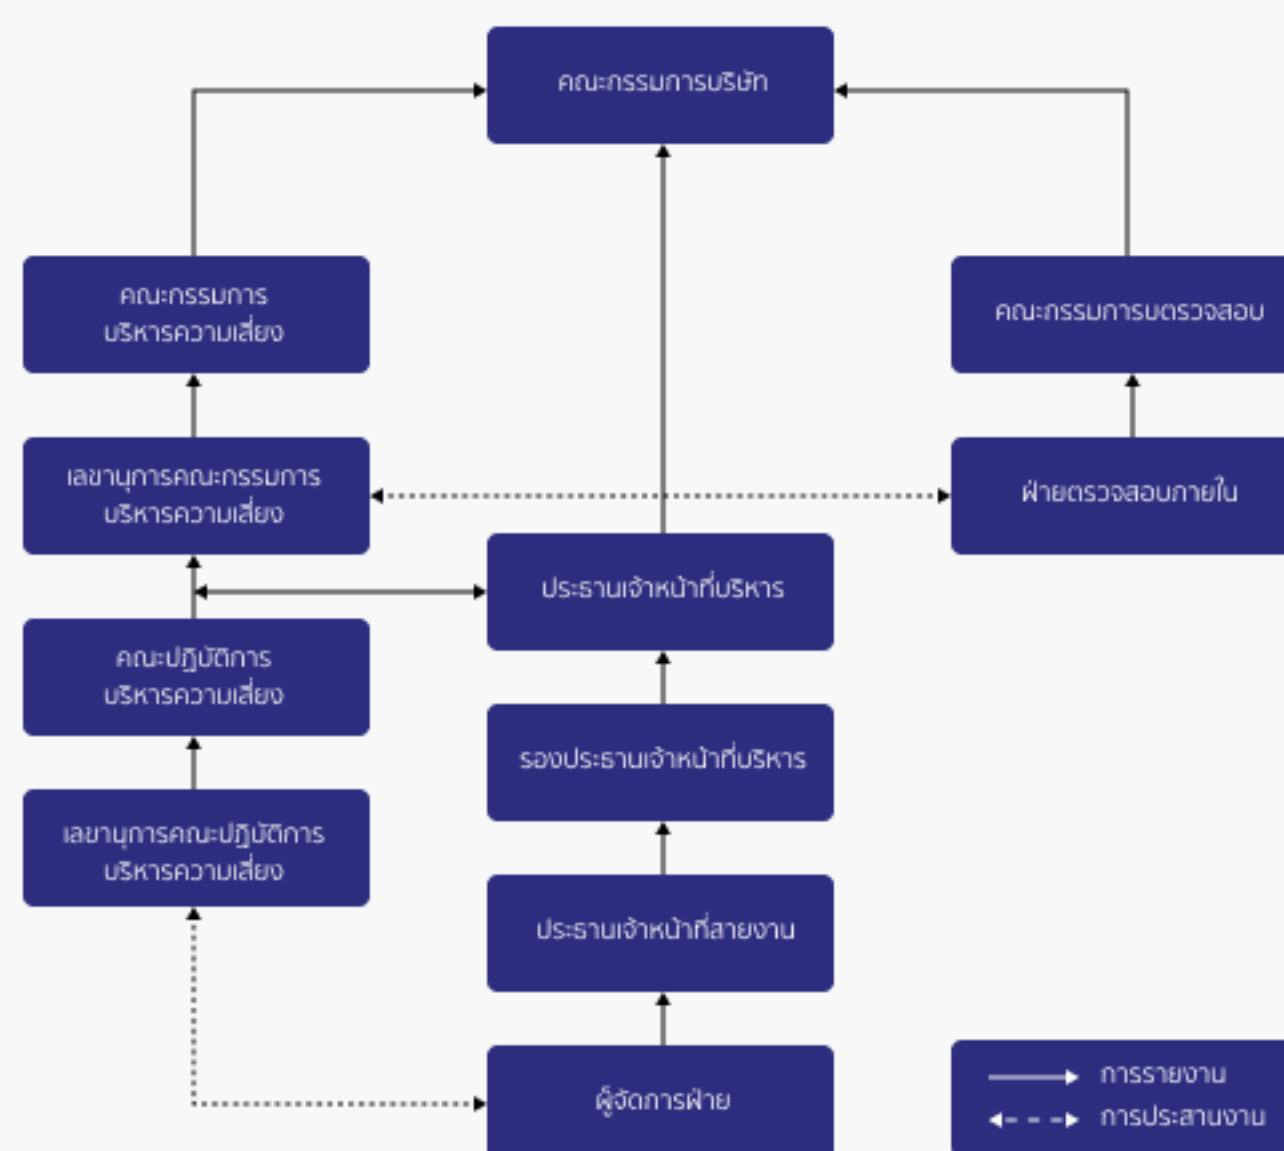 คณะกรรมการบริษัท
คณะกรรมการ
บริหารความเสี่ยง
คณะกรรมการบตรวจสอบ
เลขานุการคณะกรรมการ
บริหารความเสี่ยง
ฝ่ายตรวจสอบภายใน
ประธานเจ้าหน้าที่บริหาร
คณะปฏิบัติการ
บริหารความเสี่ยง
รองประธานเจ้าหน้าที่บริหาร
เลขานุการคณะปฏิบัติการ
บริหารความเสี่ยง
ประธานเจ้าหน้าที่สายงาน
ผู้จัดการฝ่าย
การรายงาน
การประสานงาน